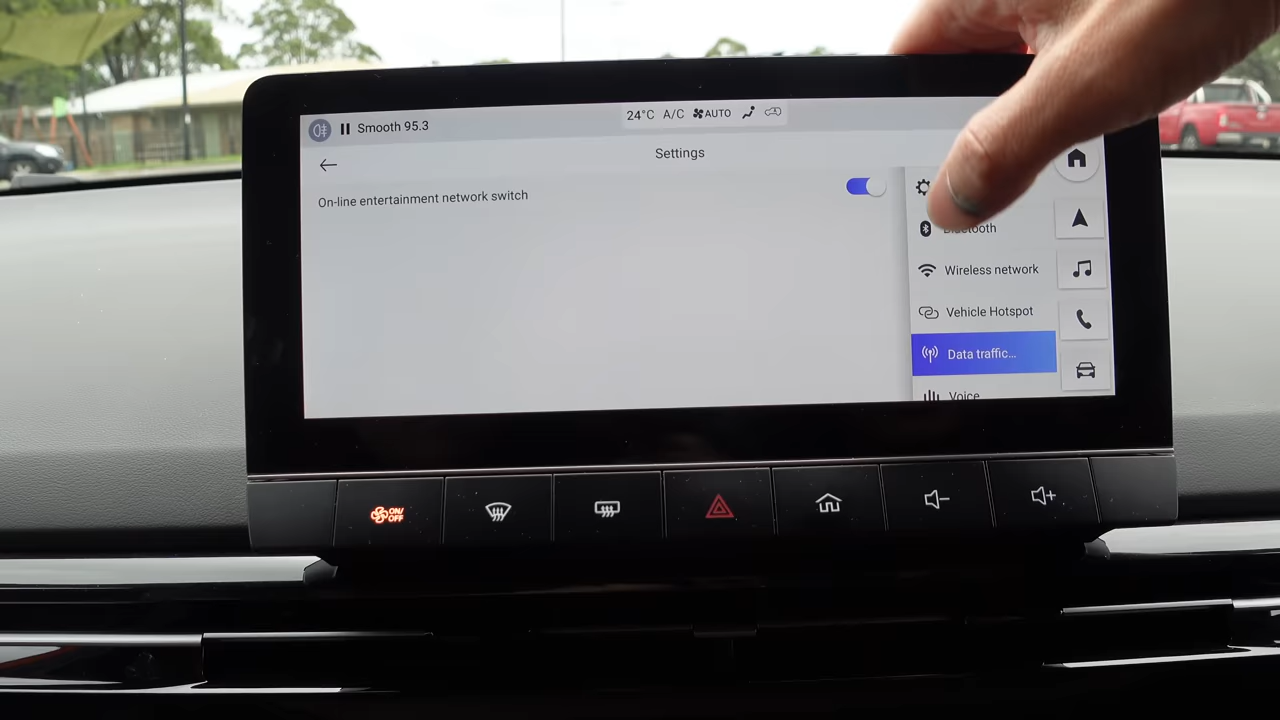 Smooth 95.3
24°C A/C AUTO
Settings
On-line entertainment network switch
Bluetooth
Wireless network
Vehicle Hotspot
Data traffic...
Voice
ON/
OFF